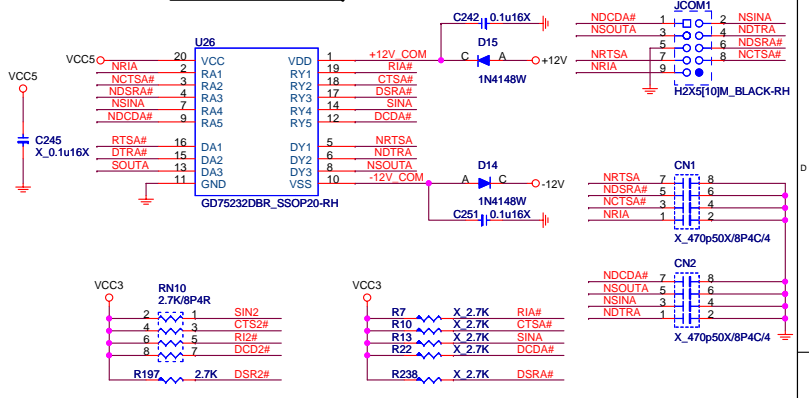 C242 0.1u16X
JCOM1
U26
D15
NDCDA# 1 2 NSINA
NSOUTA 3 4 NDTRA
5 6 NDSRA#
NRTSA 7 8 NCTSA#
NRIA 9
H2X5[10]M_BLACK-RH
VCC5 20 VCC VDD 1 +12V_COM C A +12V
NRIA 2 RA1 RY1 19 RIA#
NCTSA# 3 RA2 RY2 18 CTSA#
NDSRA# 4 RA3 RY3 17 DSRA#
NSINA 7 RA4 RY4 14 SINA
NDCDA# 9 RA5 RY5 12 DCDA#
1N4148W
VCC5
C245
X_0.1u16X
RTSA# 16 DA1 DY1 5 NRTSA
DTRA# 15 DA2 DY2 6 NDTRA
SOUTA 13 DA3 DY3 8 NSOUTA
11 GND VSS 10 -12V_COM
GD75232DBR_SSOP20-RH
D14
A C -12V
1N4148W
C251 0.1u16X
D
CN1
NRTSA 7 8
NDSRA# 5 6
NCTSA# 3 4
NRIA 1 2
X_470p50X/8P4C/4
CN2
NDCDA# 7 8
NSOUTA 5 6
NSINA 3 4
NDTRA 1 2
X_470p50X/8P4C/4
VCC3
RN10
2.7K/8P4R
2 1 SIN2
4 3 CTS2#
6 5 RI2#
8 7 DCD2#
R197 2.7K DSR2#
VCC3
R7 X_2.7K RIA#
R10 X_2.7K CTSA#
R13 X_2.7K SINA
R22 X_2.7K DCDA#
R238 X_2.7K DSRA#